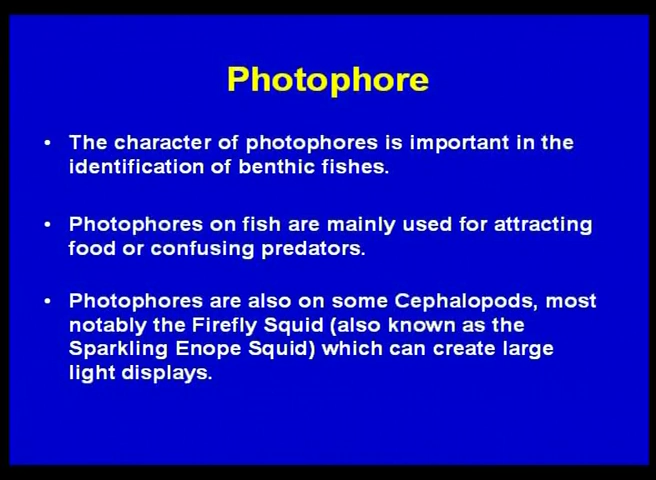 Photophore
• The character of photophores is important in the
identification of benthic fishes.
• Photophores on fish are mainly used for attracting
food or confusing predators.
• Photophores are also on some Cephalopods, most
notably the Firefly Squid (also known as the
Sparkling Enope Squid) which can create large
light displays.